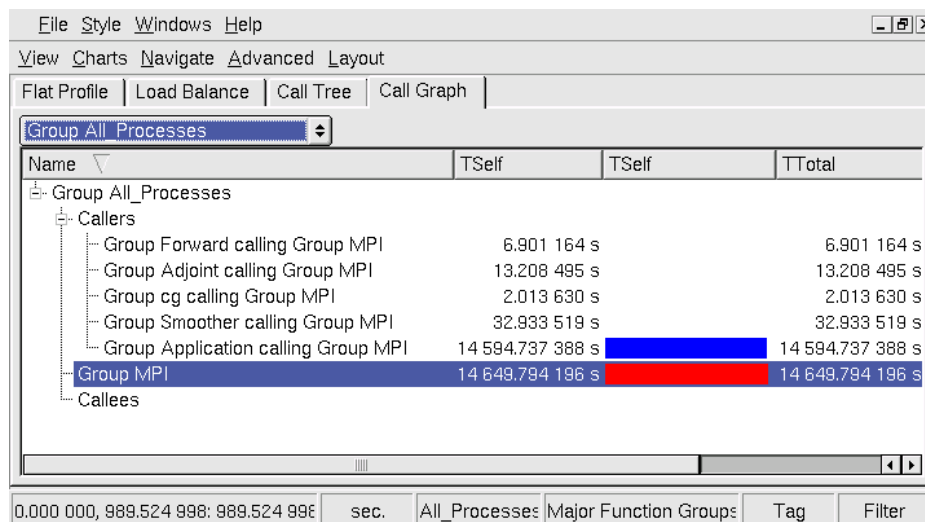 File Style Windows Help
View Charts Navigate Advanced Layout
Flat Profile Load Balance Call Tree Call Graph
Group All_Processes
Name TSelf TSelf TTotal
Group All_Processes
Callers
Group Forward calling Group MPI 6.901 164 s 6.901 164 s
Group Adjoint calling Group MPI 13.208 495 s 13.208 495 s
Group cg calling Group MPI 2.013 630 s 2.013 630 s
Group Smoother calling Group MPI 32.933 519 s 32.933 519 s
Group Application calling Group MPI 14 594.737 388 s 14 594.737 388 s
Group MPI 14 649.794 196 s 14 649.794 196 s
Callees
0.000 000, 989.524 998: 989.524 998 sec. All_Processes Major Function Groups Tag Filter